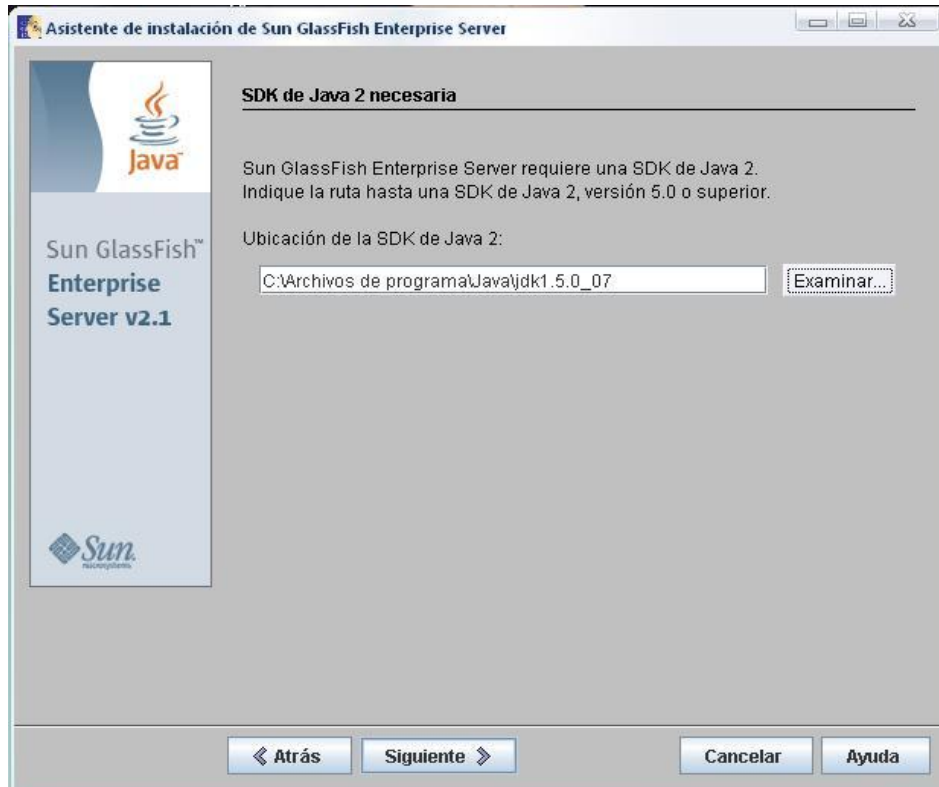 Asistente de instalación de Sun GlassFish Enterprise Server
Java™
Sun GlassFish™
Enterprise
Server v2.1
Sun
microsystems
SDK de Java 2 necesaria
Sun GlassFish Enterprise Server requiere una SDK de Java 2.
Indique la ruta hasta una SDK de Java 2, versión 5.0 o superior.
Ubicación de la SDK de Java 2:
C:\Archivos de programa\Java\jdk1.5.0_07
Examinar...
Atrás
Siguiente
Cancelar
Ayuda